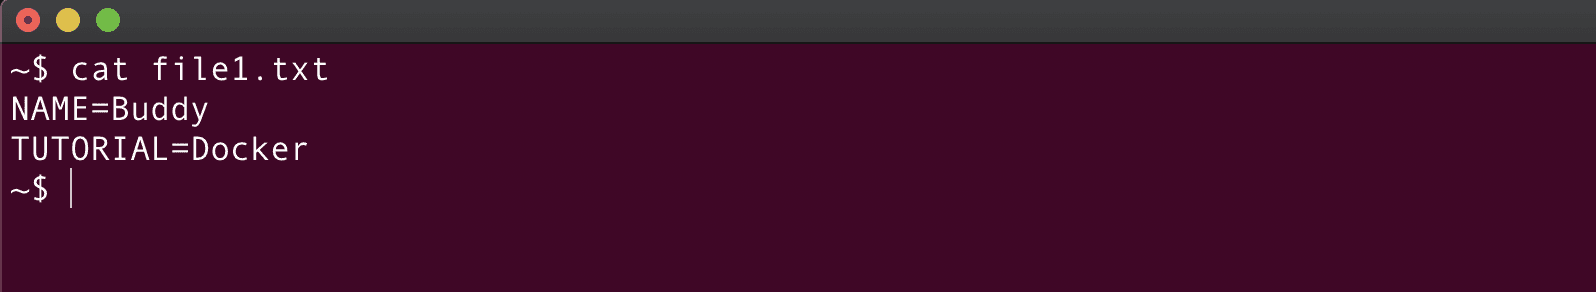 ~$ cat file1.txt
NAME=Buddy
TUTORIAL=Docker
~$